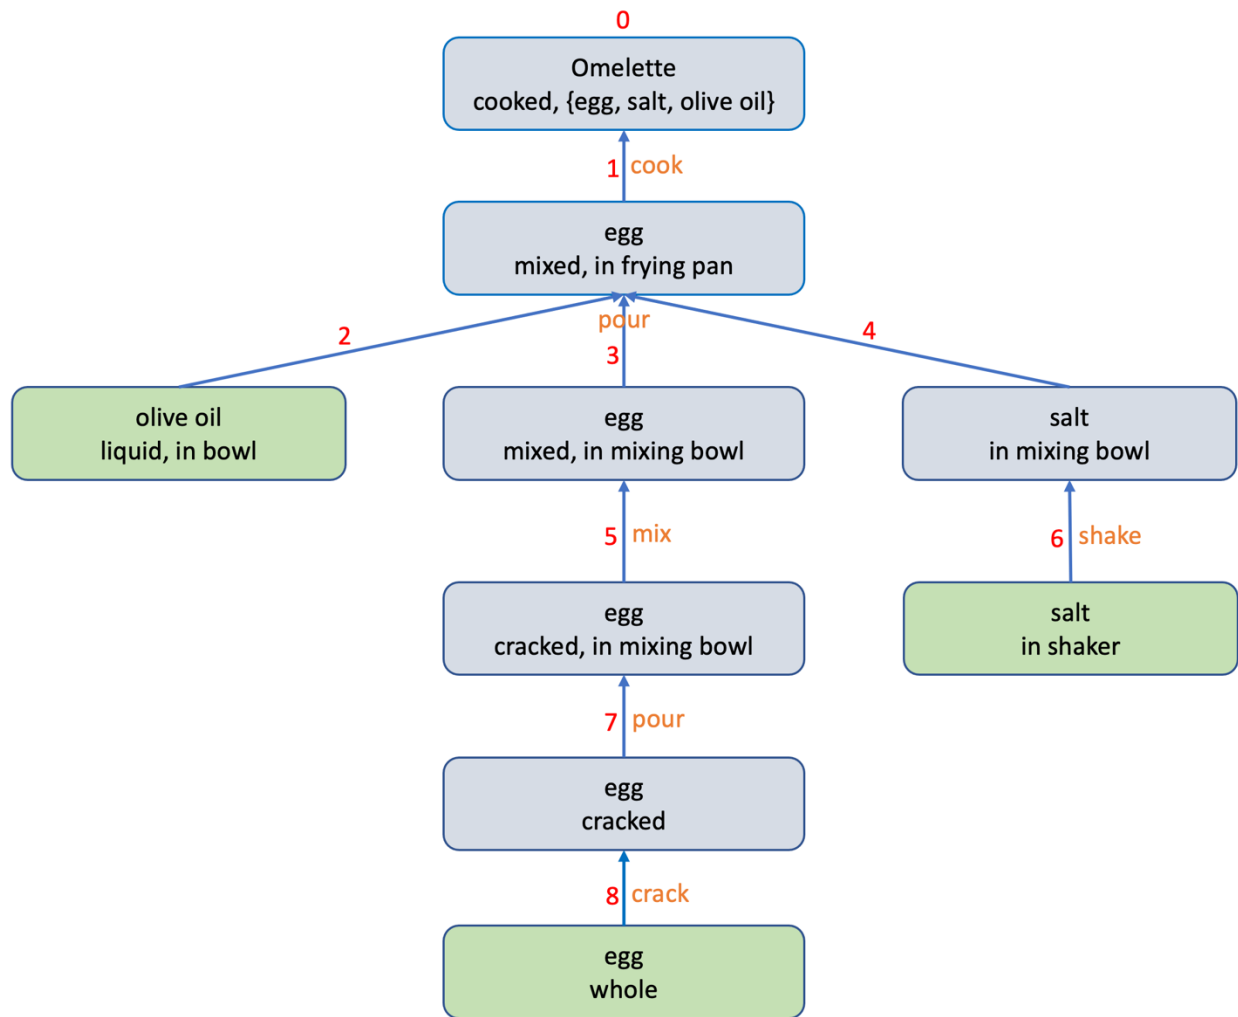 0
Omelette
cooked, {egg, salt, olive oil}
1 cook
egg
mixed, in frying pan
2
pour
3
4
olive oil
liquid, in bowl
egg
mixed, in mixing bowl
salt
in mixing bowl
5 mix
6 shake
egg
cracked, in mixing bowl
salt
in shaker
7 pour
egg
cracked
8 crack
egg
whole